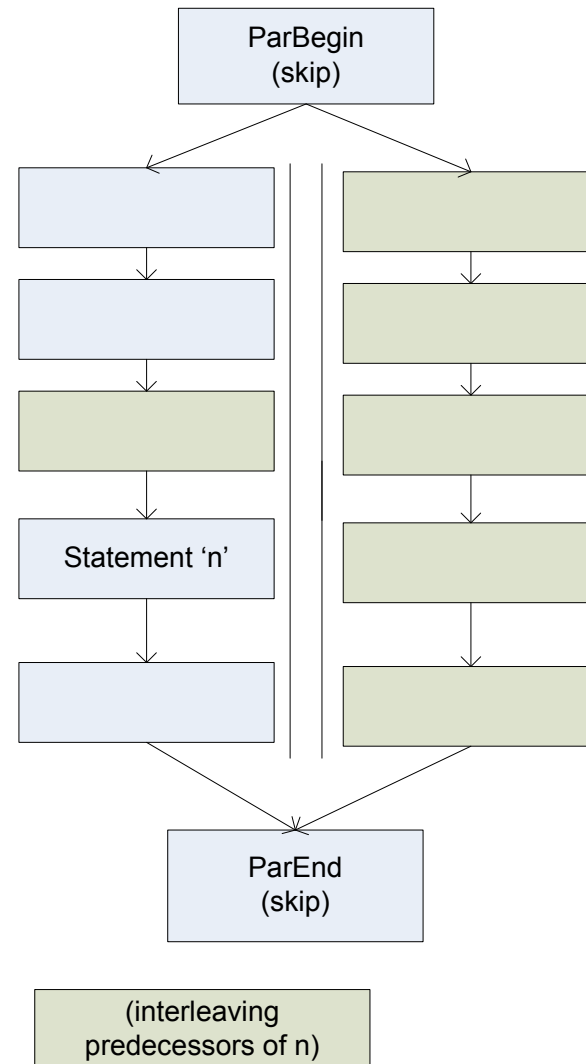 ParBegin
(skip)
Statement ‘n’
ParEnd
(skip)
(interleaving
predecessors of n)